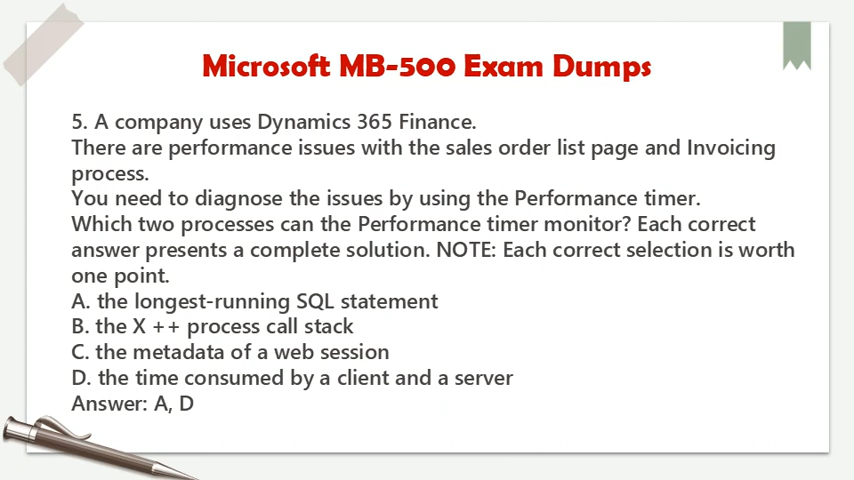 Microsoft MB-500 Exam Dumps
5. A company uses Dynamics 365 Finance.
There are performance issues with the sales order list page and Invoicing
process.
You need to diagnose the issues by using the Performance timer.
Which two processes can the Performance timer monitor? Each correct
answer presents a complete solution. NOTE: Each correct selection is worth
one point.
A. the longest-running SQL statement
B. the X ++ process call stack
C. the metadata of a web session
D. the time consumed by a client and a server
Answer: A, D